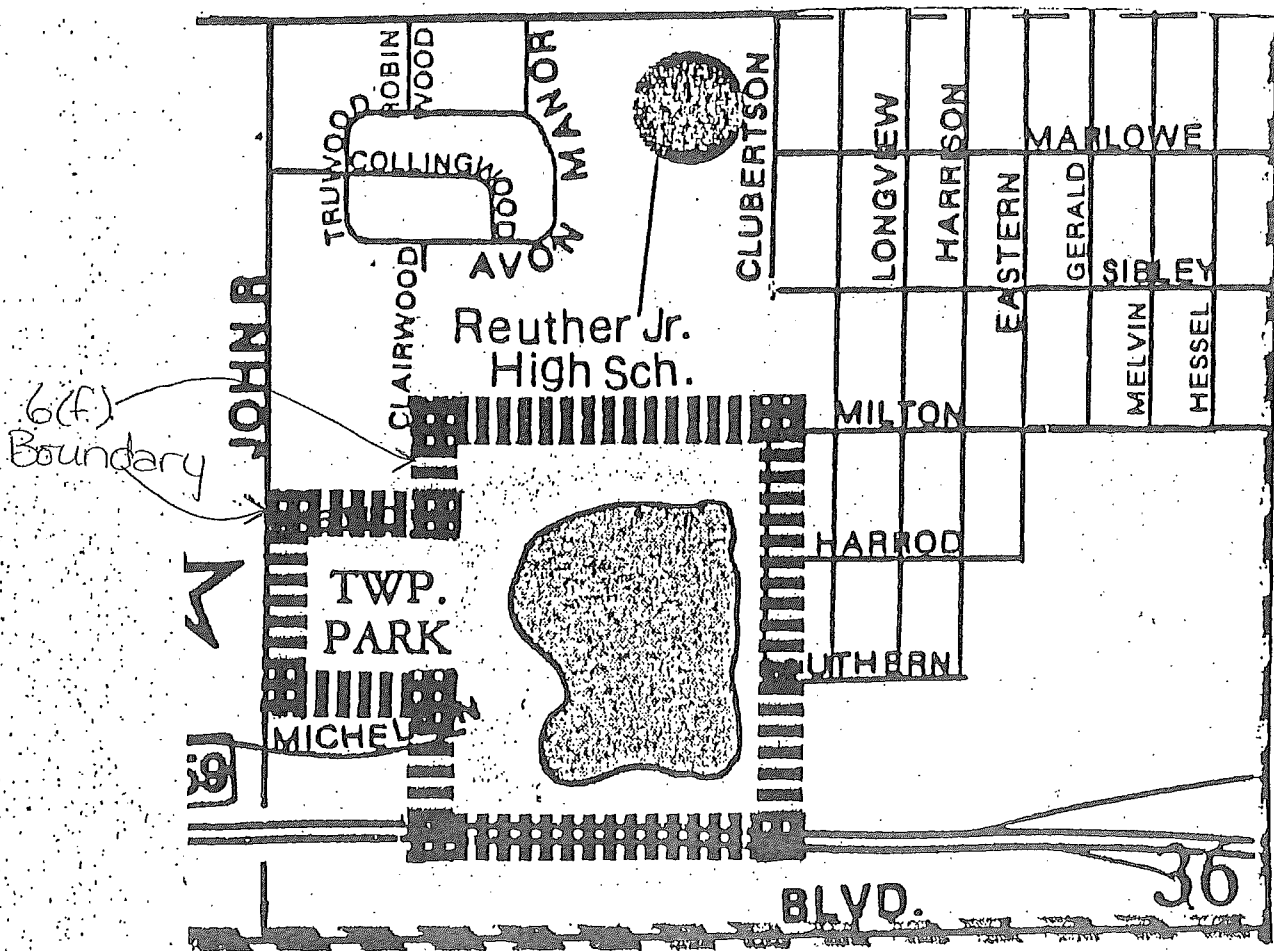 ROBIN
WOOD
MANOR
TRUWOOD
COLLINGWOOD
AVON
CLAIRWOOD
JOHN R
CLUBERTSON
LONGVIEW
HARRISON
EASTERN
MARLOWE
GERALD
SIBLEY
MELVIN
HESSEL
Reuther Jr.
High Sch.
6(f)
Boundary
MILTON
HARROD
UTHERN
TWP.
PARK
MICHEL
59
BLVD.
36